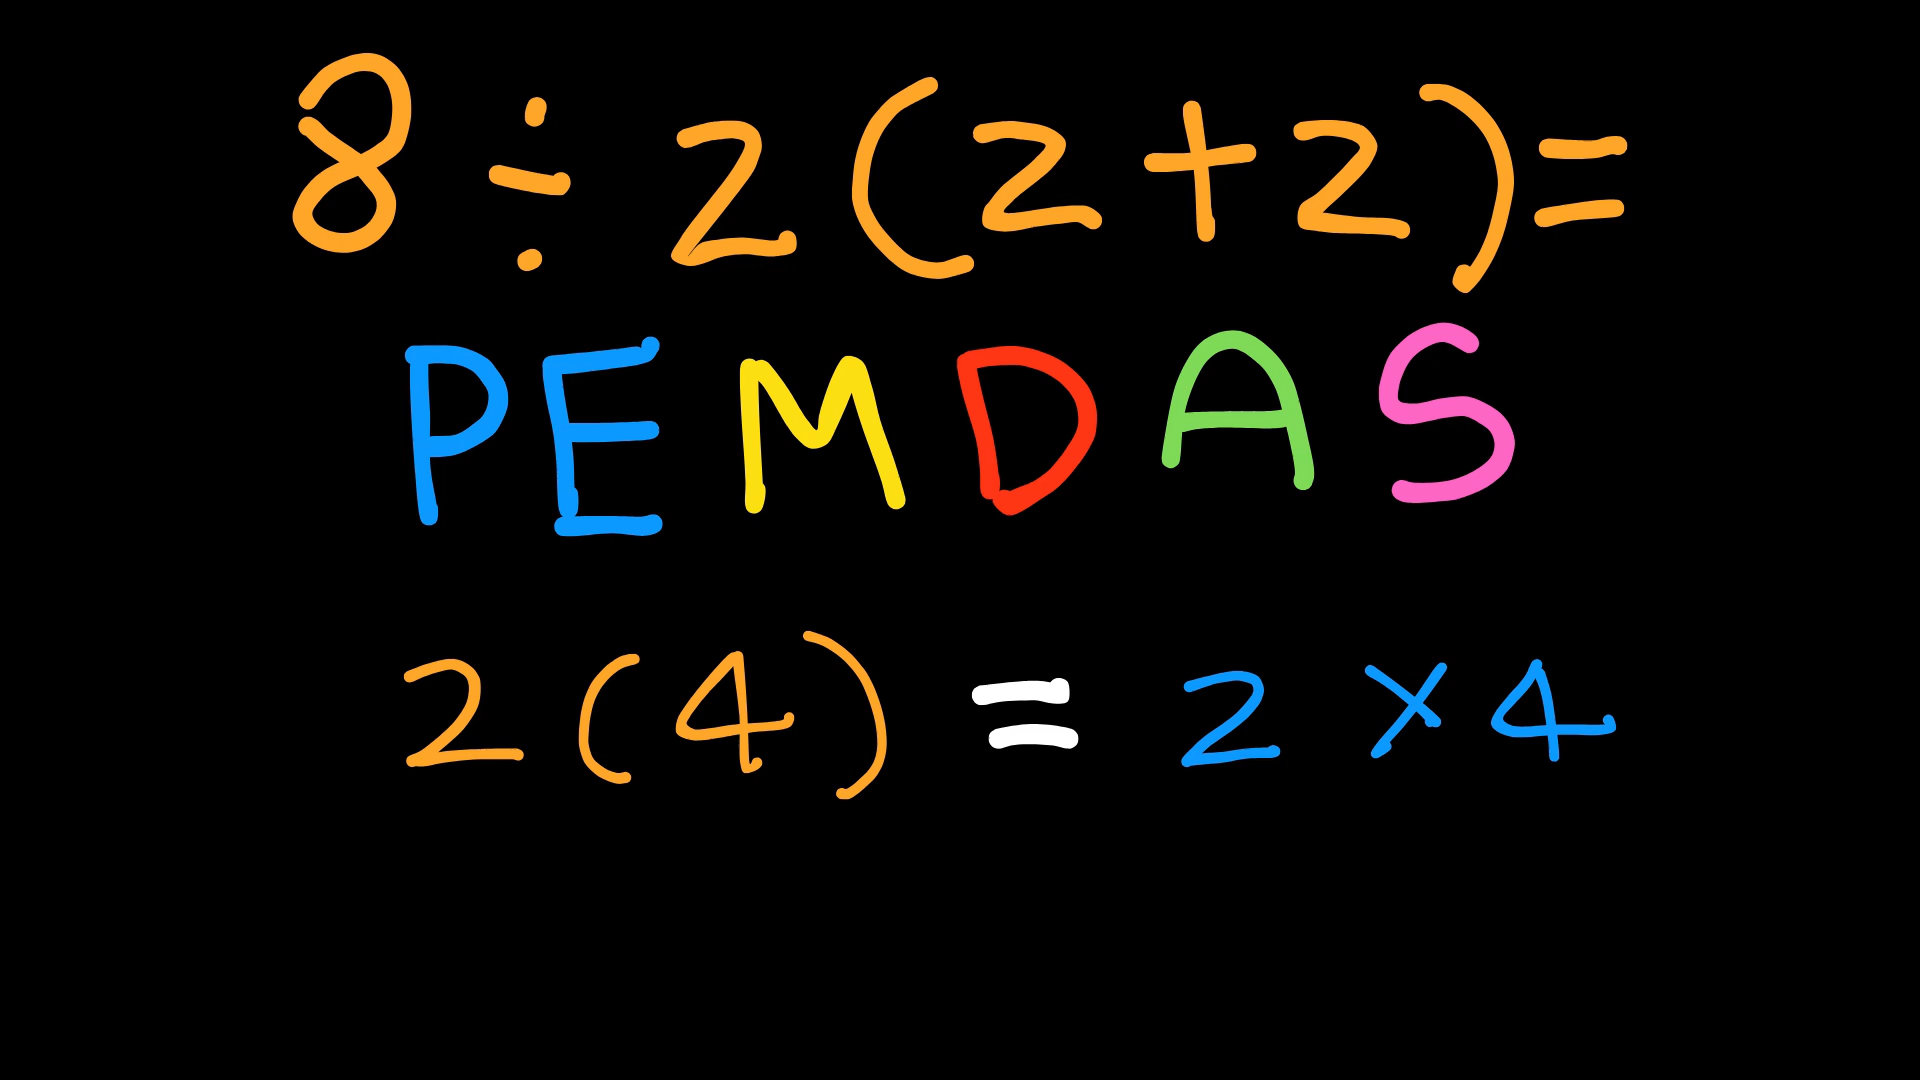 8 ÷ 2 (2 + 2) =
PEMDAS
2 (4) = 2 × 4